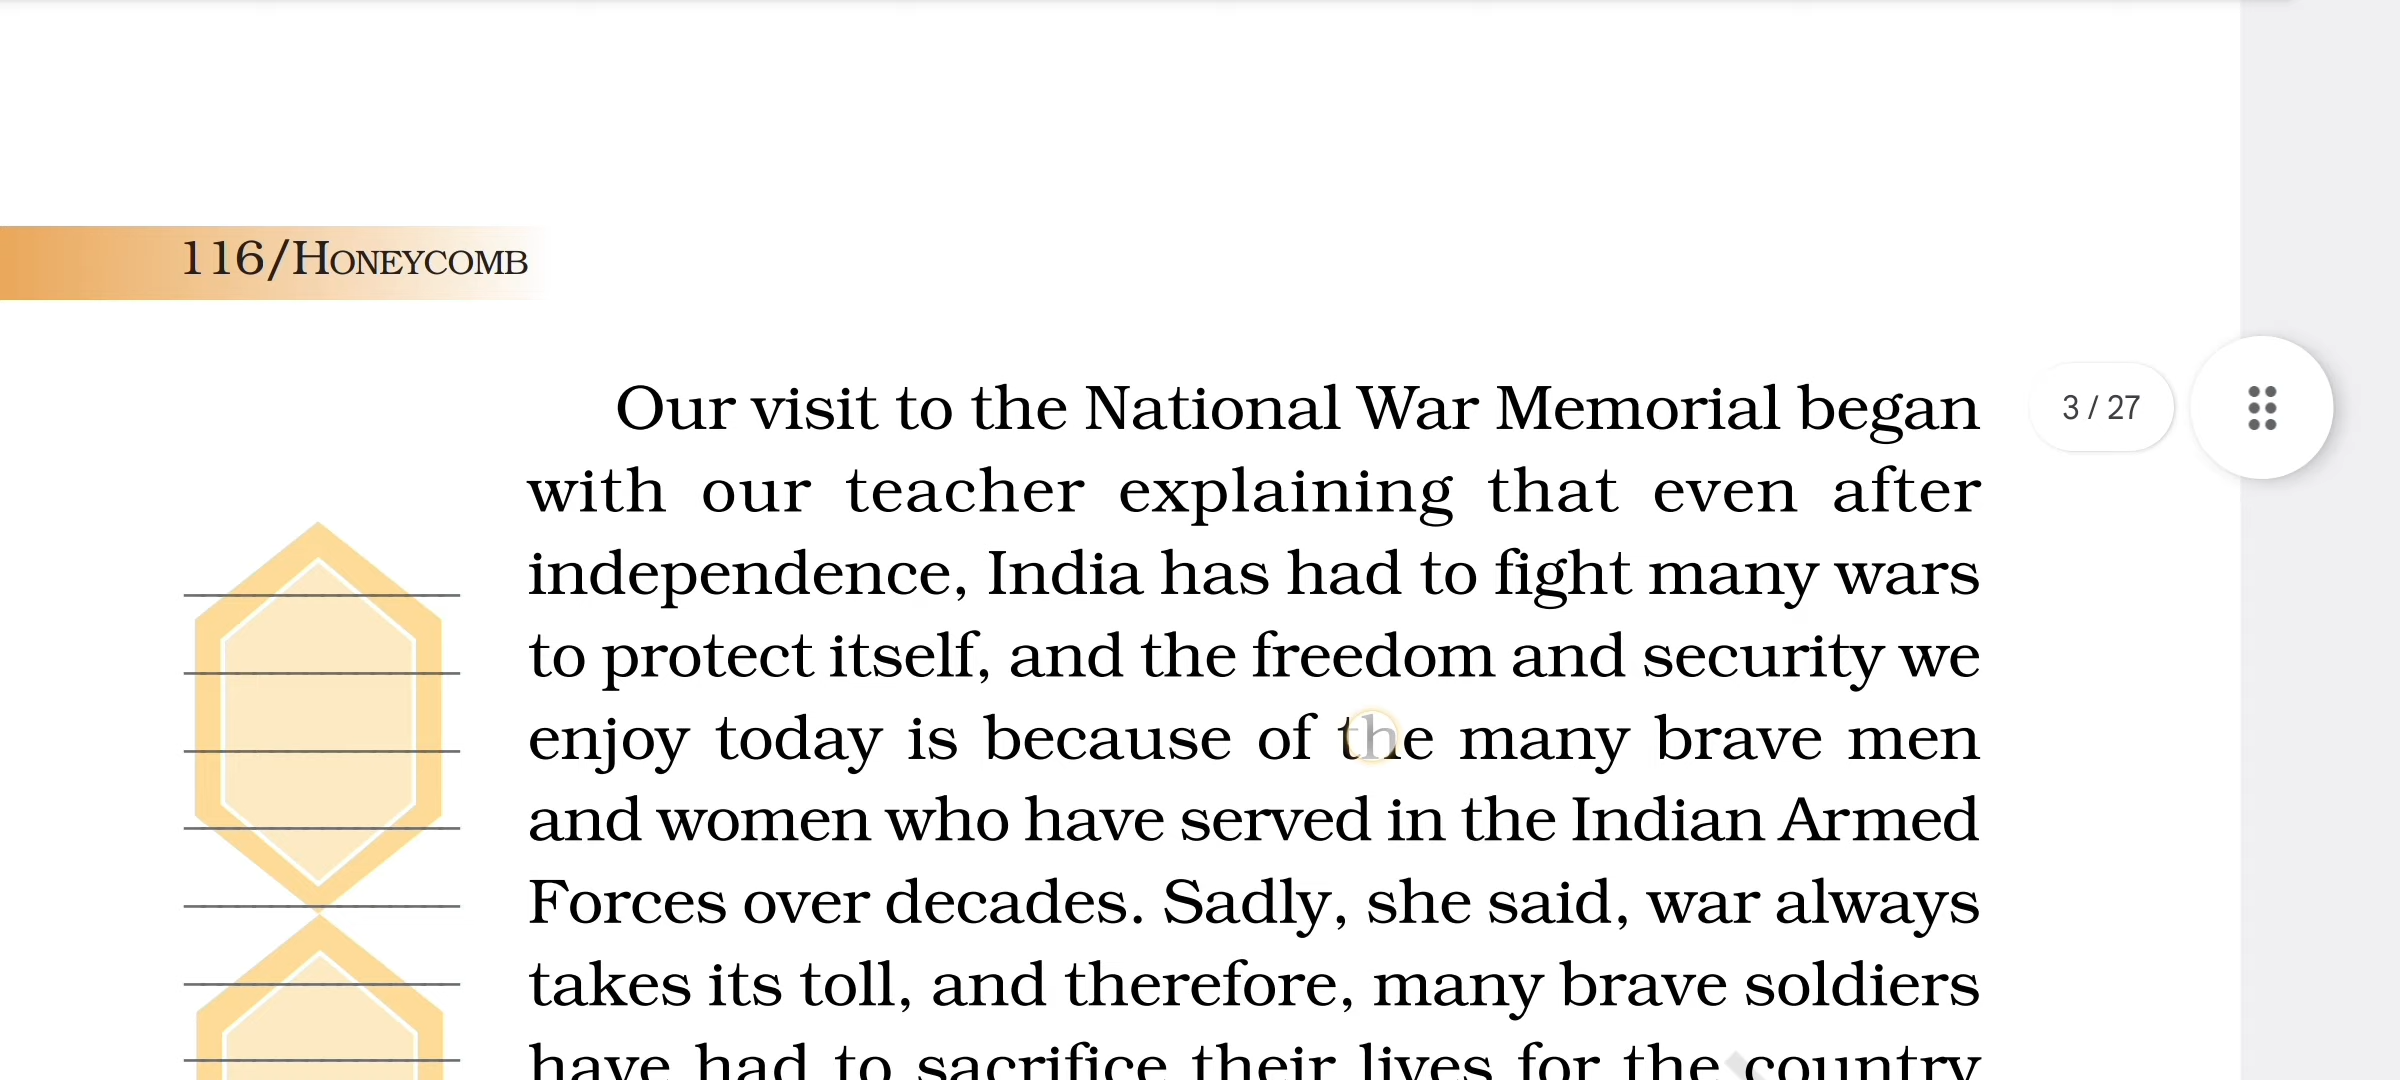 116/HONEYCOMB
Our visit to the National War Memorial began
3 / 27
with our teacher explaining that even after
independence, India has had to fight many wars
to protect itself, and the freedom and security we
enjoy today is because of the many brave men
and women who have served in the Indian Armed
Forces over decades. Sadly, she said, war always
takes its toll, and therefore, many brave soldiers
have had to sacrifice their lives for the country